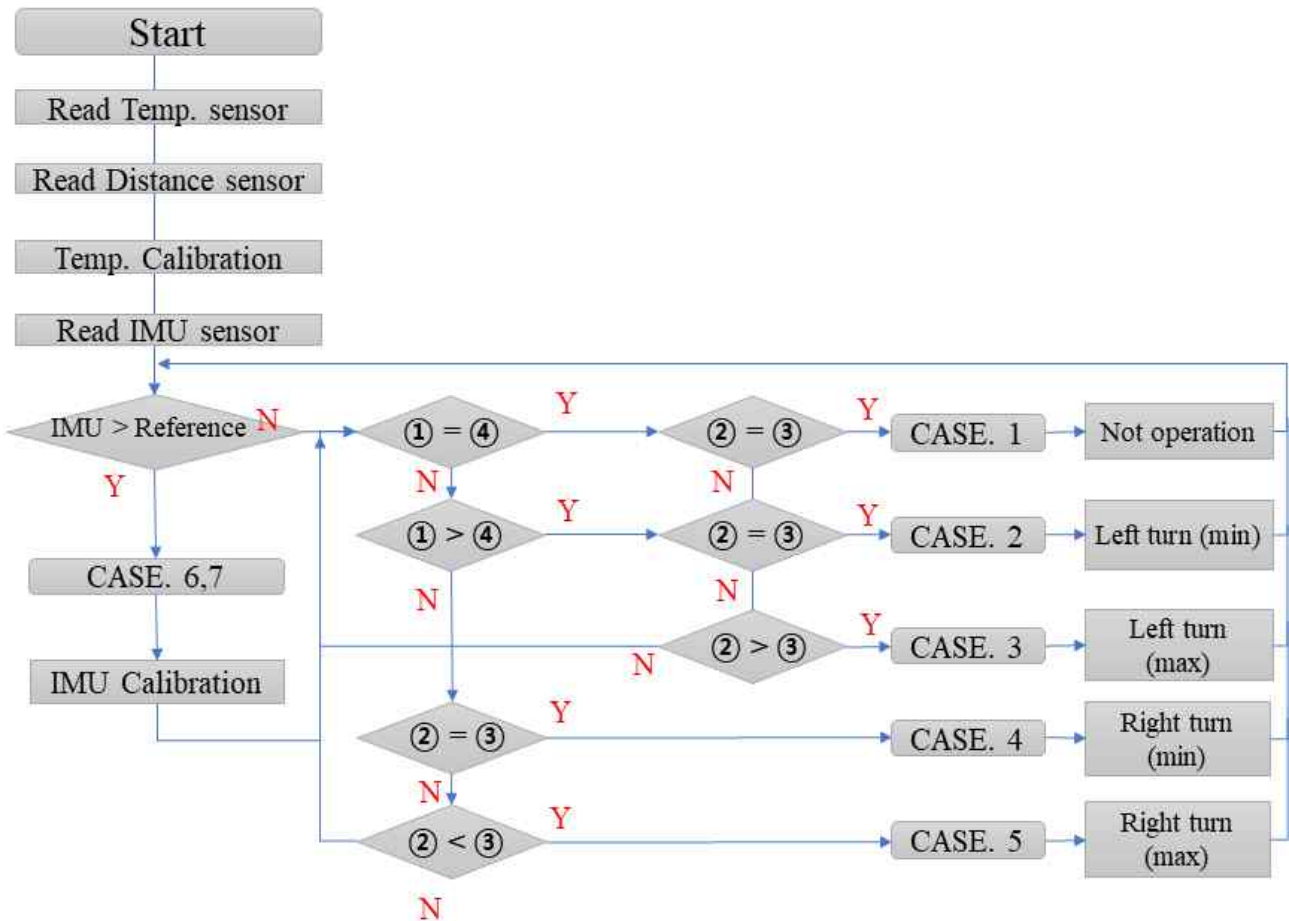 Start
Read Temp. sensor
Read Distance sensor
Temp. Calibration
Read IMU sensor
IMU > Reference
N
Y
CASE. 6,7
IMU Calibration
① = ④
Y
② = ③
Y
CASE. 1
Not operation
N
N
① > ④
Y
② = ③
Y
CASE. 2
Left turn (min)
N
N
② > ③
Y
N
CASE. 3
Left turn
(max)
② = ③
Y
CASE. 4
Right turn
(min)
N
② < ③
Y
CASE. 5
Right turn
(max)
N